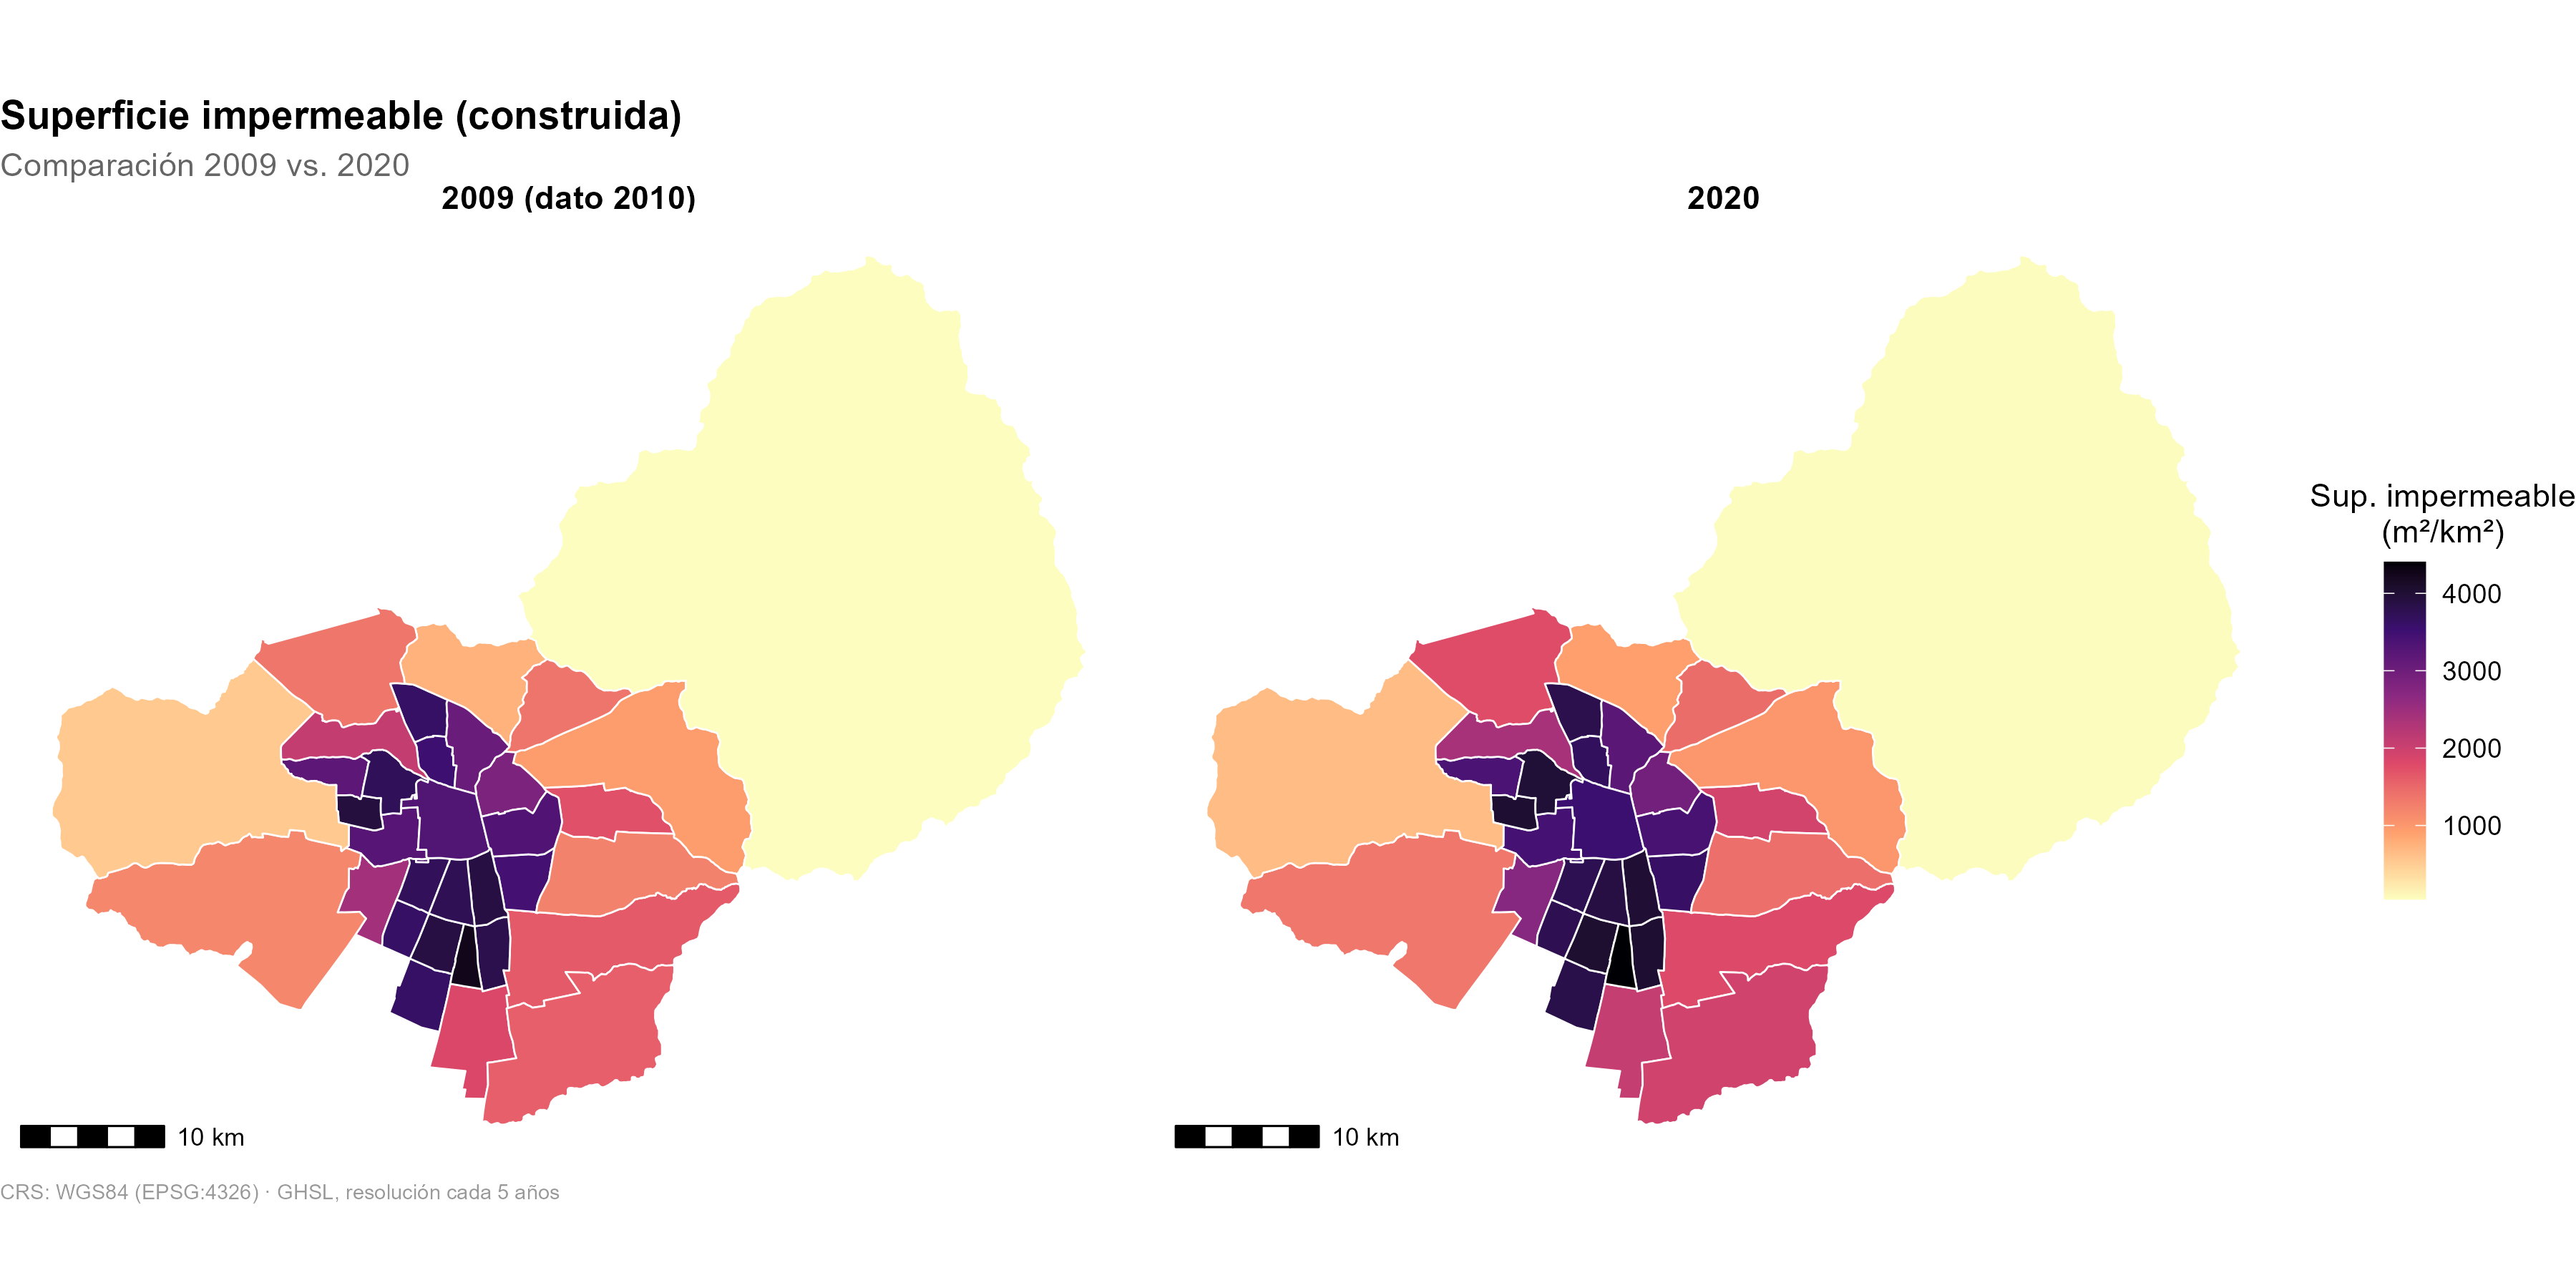 Superficie impermeable (construida)
Comparación 2009 vs. 2020
2009 (dato 2010)
2020
Sup. impermeable
(m²/km²)
4000
3000
2000
1000
10 km
10 km
CRS: WGS84 (EPSG:4326) · GHSL, resolución cada 5 años